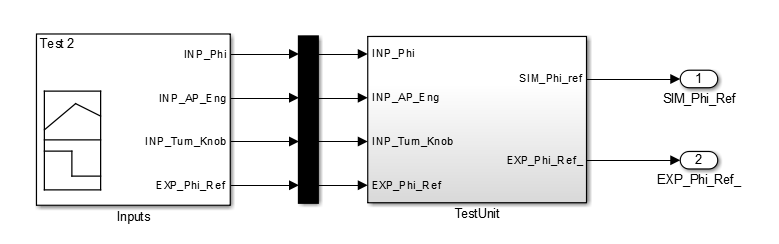 Test 2
INP_Phi
INP_AP_Eng
INP_Turn_Knob
EXP_Phi_Ref
Inputs
INP_Phi
INP_AP_Eng
INP_Turn_Knob
EXP_Phi_Ref
SIM_Phi_ref
EXP_Phi_Ref_
TestUnit
1
SIM_Phi_Ref
2
EXP_Phi_Ref_